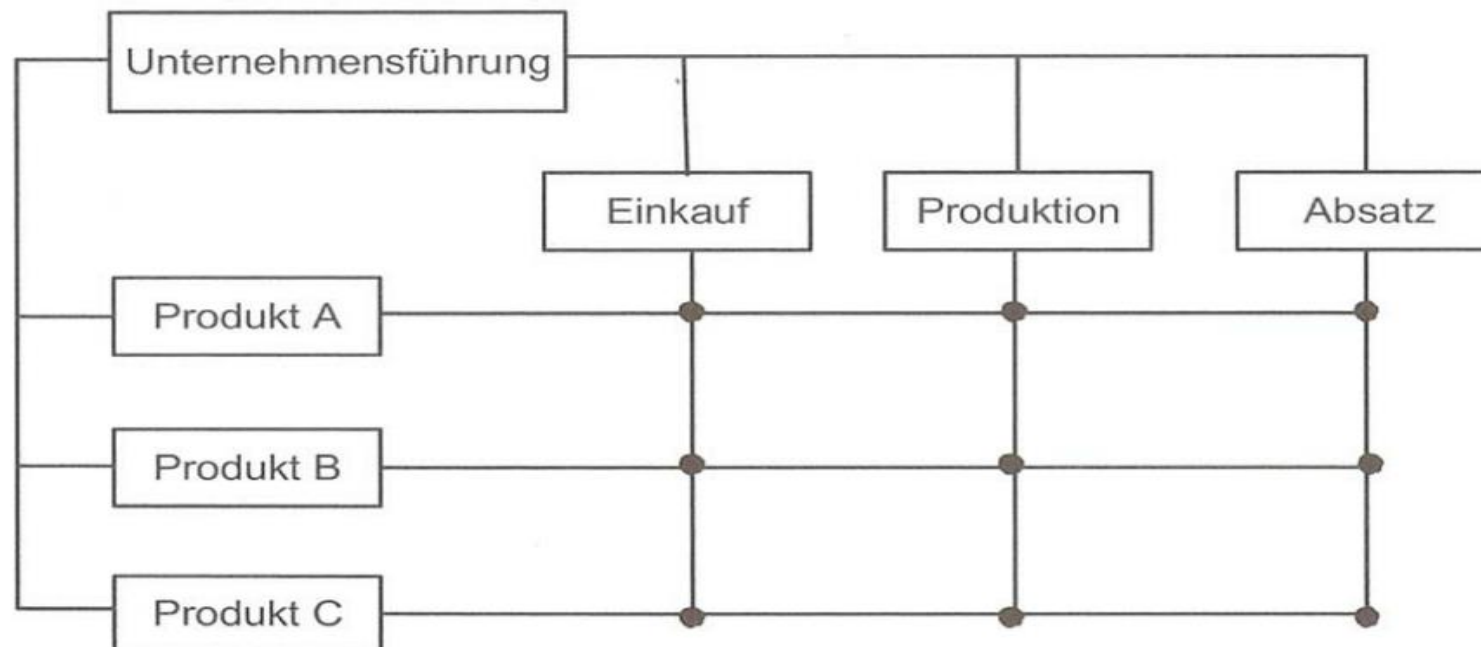 Unternehmensführung
Einkauf
Produktion
Absatz
Produkt A
Produkt B
Produkt C